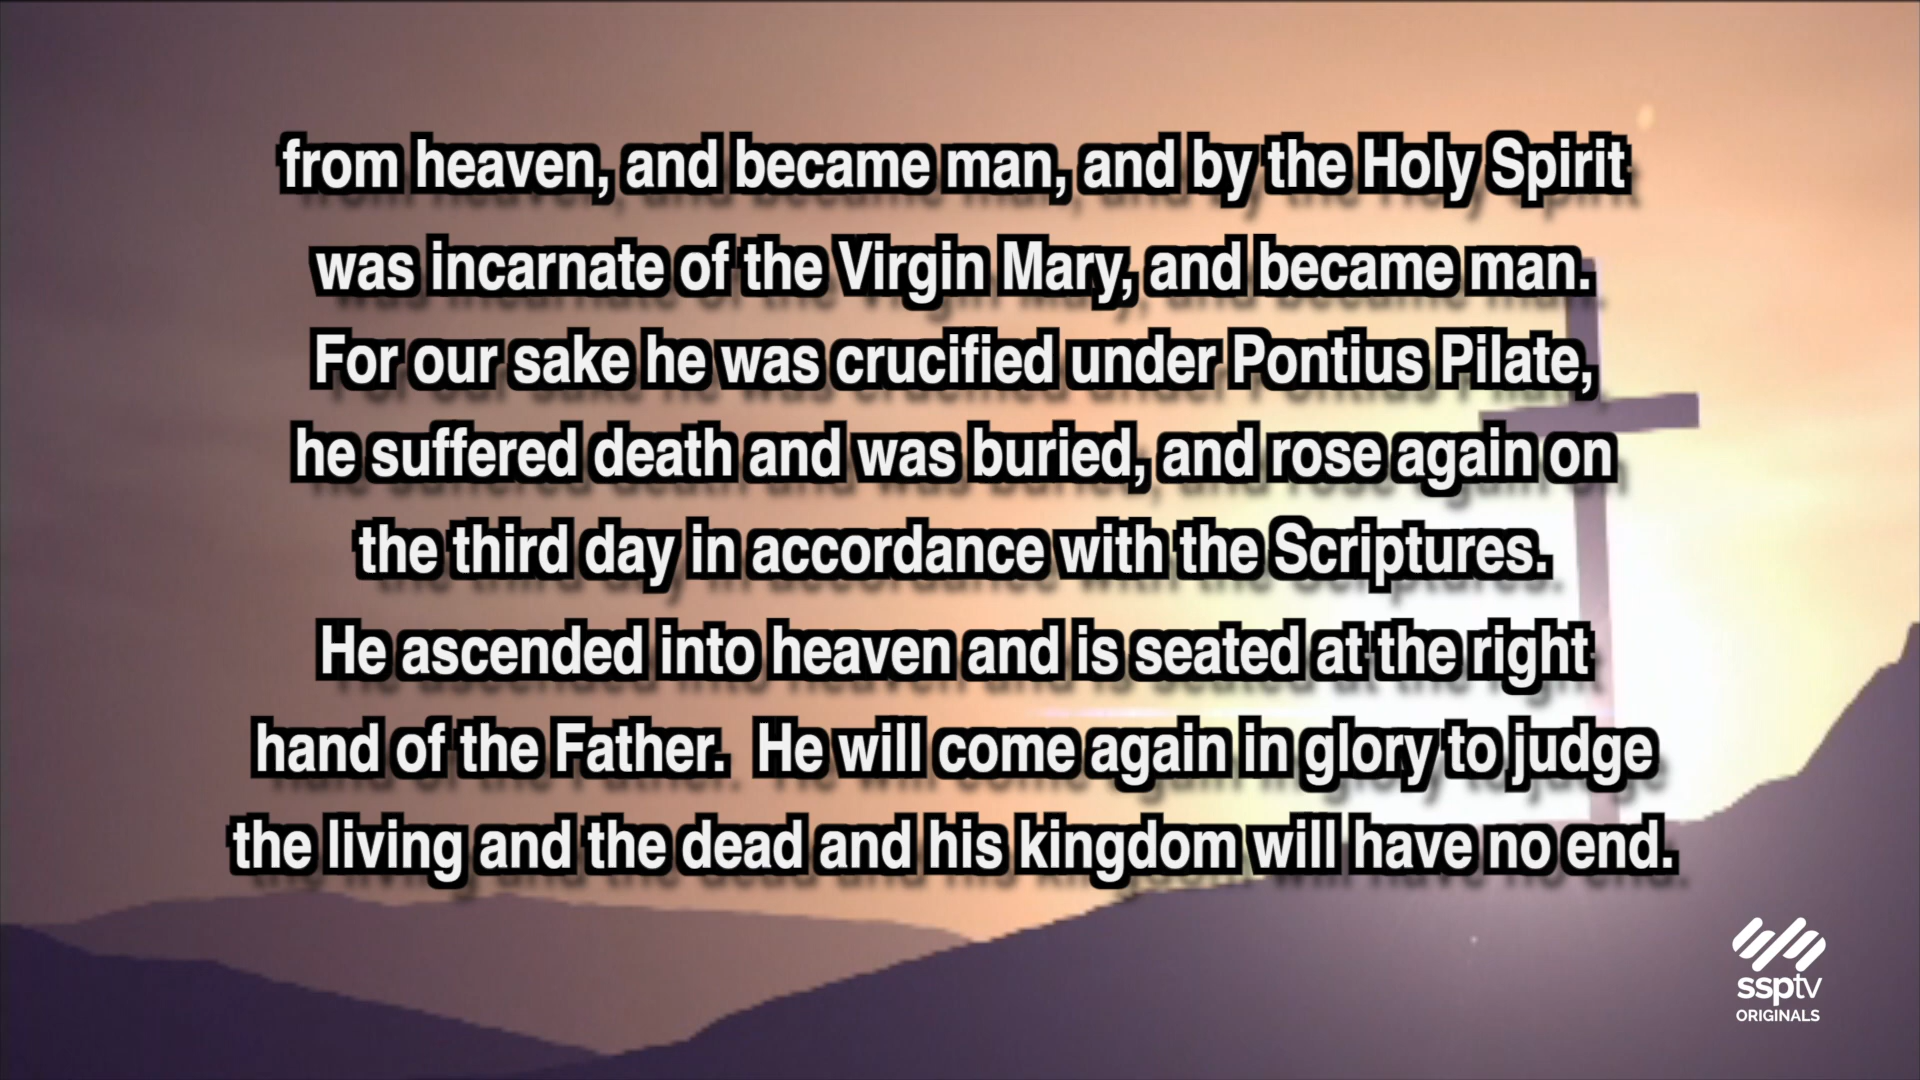 from heaven, and became man, and by the Holy Spirit
was incarnate of the Virgin Mary, and became man.
For our sake he was crucified under Pontius Pilate,
he suffered death and was buried, and rose again on
the third day in accordance with the Scriptures.
He ascended into heaven and is seated at the right
hand of the Father.  He will come again in glory to judge
the living and the dead and his kingdom will have no end.
ssptv
ORIGINALS